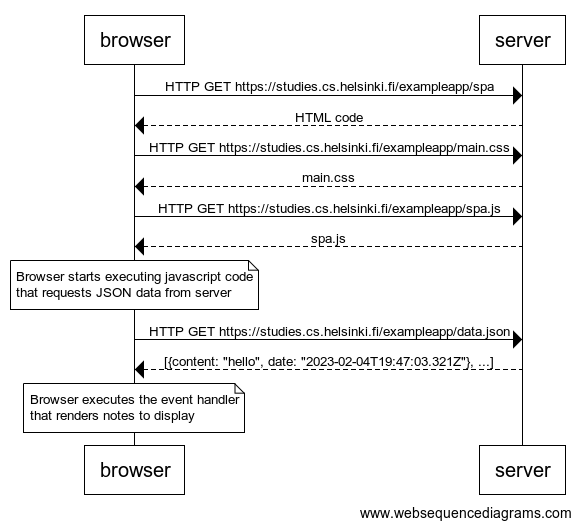 browser
server
HTTP GET https://studies.cs.helsinki.fi/exampleapp/spa
HTML code
HTTP GET https://studies.cs.helsinki.fi/exampleapp/main.css
main.css
HTTP GET https://studies.cs.helsinki.fi/exampleapp/spa.js
spa.js
Browser starts executing javascript code
that requests JSON data from server
HTTP GET https://studies.cs.helsinki.fi/exampleapp/data.json
[{content: "hello", date: "2023-02-04T19:47:03.321Z"}, ...]
Browser executes the event handler
that renders notes to display
browser
server
www.websequencediagrams.com